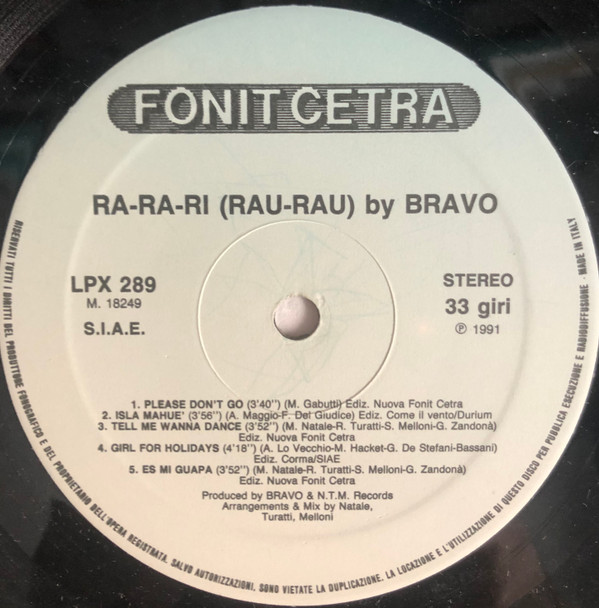 FONIT CETRA
RA-RA-RI (RAU-RAU) by BRAVO
LPX 289
M. 18249
S.I.A.E.
STEREO
33 giri
℗ 1991
1. PLEASE DON'T GO (3'40'') (M. Gabutti) Ediz. Nuova Fonit Cetra
2. ISLA MAHUE' (3'56'') (A. Maggio-F. Del Giudice) Ediz. Come il vento/Durium
3. TELL ME WANNA DANCE (3'52'') (M. Natale-R. Turatti-S. Melloni-G. Zandonà)
Ediz. Nuova Fonit Cetra
4. GIRL FOR HOLIDAYS (4'18'') (A. Lo Vecchio-M. Hacket-G. De Stefani-Bassani)
Ediz. Corma/SIAE
5. ES MI GUAPA (3'52'') (M. Natale-R. Turatti-S. Melloni-G. Zandonà)
Ediz. Nuova Fonit Cetra
Produced by BRAVO & N.T.M. Records
Arrangements & Mix by Natale,
Turatti, Melloni
RISERVATI TUTTI I DIRITTI DEL PRODUTTORE FONOGRAFICO E DEL PROPRIETARIO DELL'OPERA REGISTRATA. SALVO AUTORIZZAZIONI, SONO VIETATE LA DUPLICAZIONE, LA LOCAZIONE E L'UTILIZZAZIONE DI QUESTO DISCO PER PUBBLICA ESECUZIONE E RADIODIFFUSIONE - MADE IN ITALY